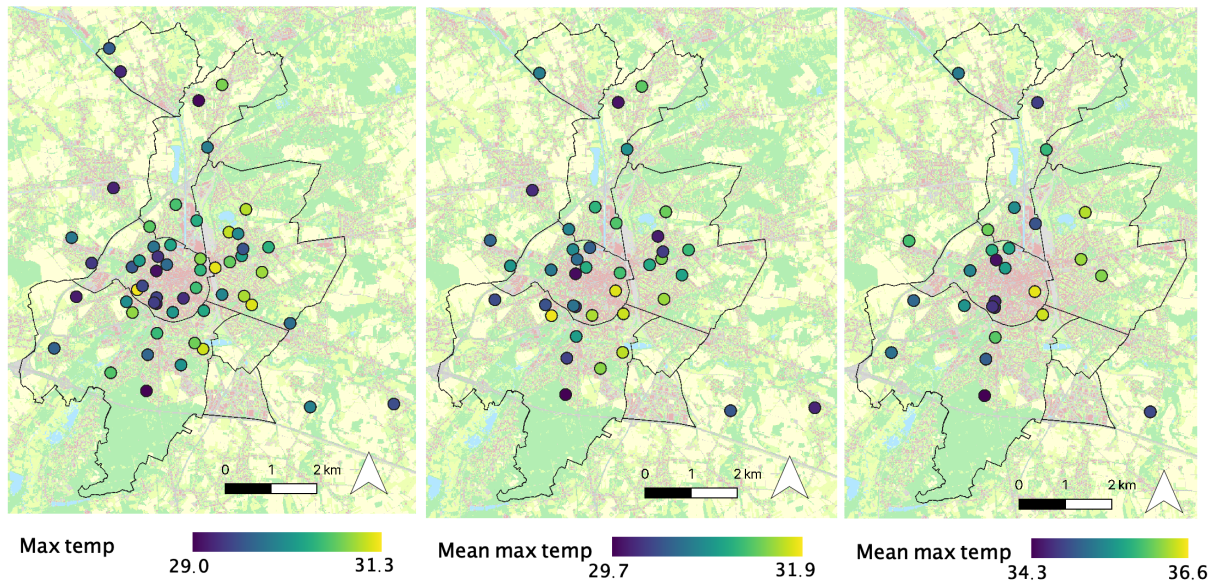 0 1 2 km
0 1 2 km
0 1 2 km
Max temp
29.0 31.3
Mean max temp
29.7 31.9
Mean max temp
34.3 36.6